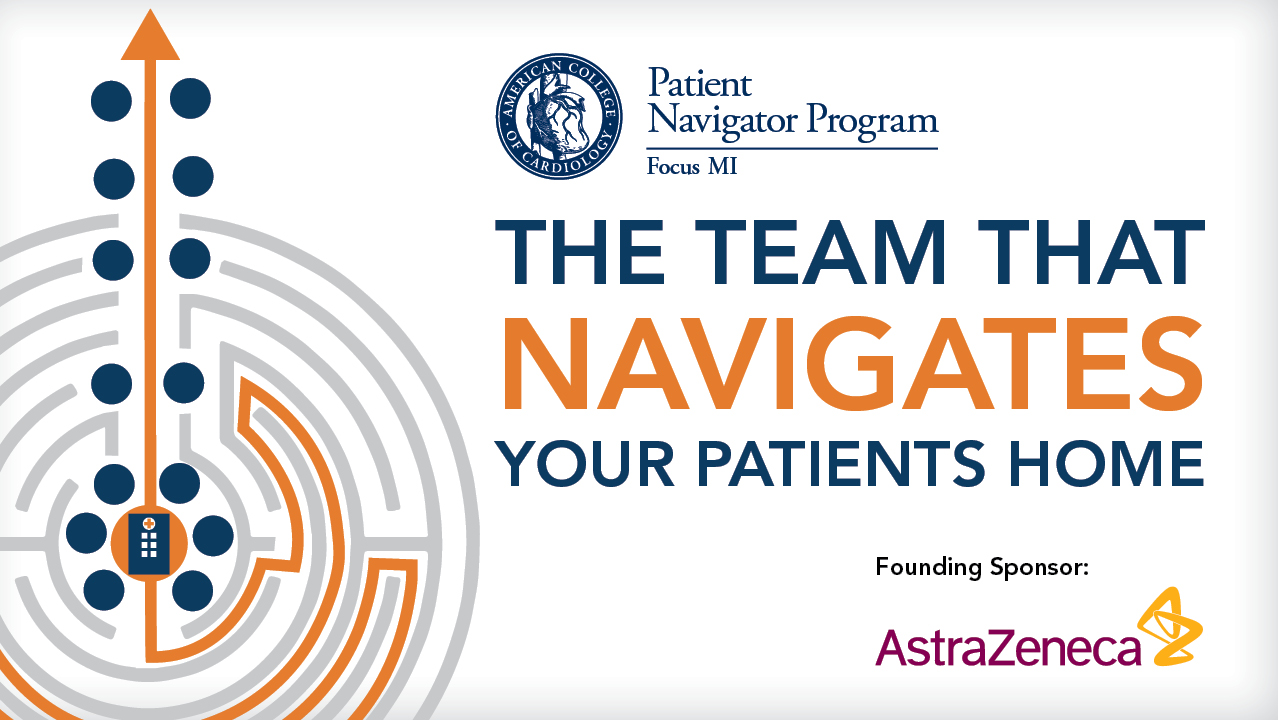 AMERICAN COLLEGE
OF CARDIOLOGY
Patient
Navigator Program
Focus MI
THE TEAM THAT
NAVIGATES
YOUR PATIENTS HOME
Founding Sponsor:
AstraZeneca